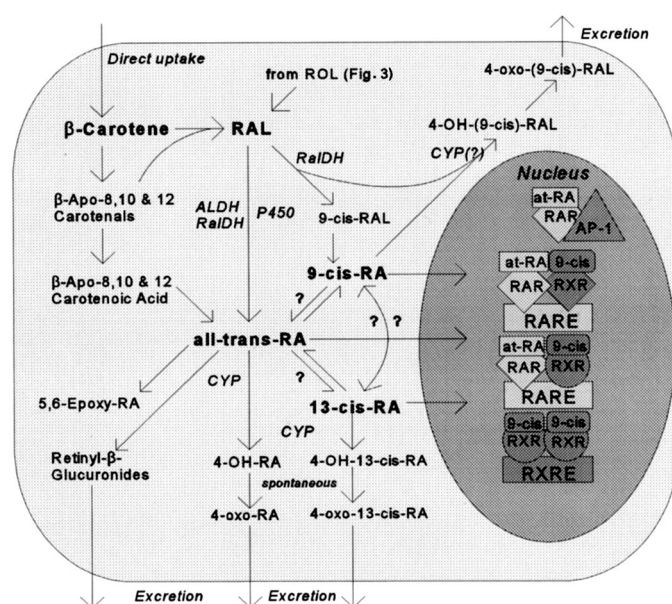 Excretion
Direct uptake
4-oxo-(9-cis)-RAL
from ROL (Fig. 3)
β-Carotene
RAL
4-OH-(9-cis)-RAL
RalDH
CYP(?)
Nucleus
at-RA
RAR
AP-1
β-Apo-8,10 & 12
Carotenals
ALDH
RalDH
P450
9-cis-RAL
β-Apo-8,10 & 12
Carotenoic Acid
9-cis-RA
at-RA
9-cis
RAR
RXR
RARE
?
? ?
all-trans-RA
at-RA
9-cis
RAR
RXR
RARE
CYP
?
5,6-Epoxy-RA
13-cis-RA
9-cis
9-cis
RXR
RXR
RXRE
CYP
Retinyl-β-
Glucuronides
4-OH-RA
4-OH-13-cis-RA
spontaneous
4-oxo-RA
4-oxo-13-cis-RA
Excretion
Excretion